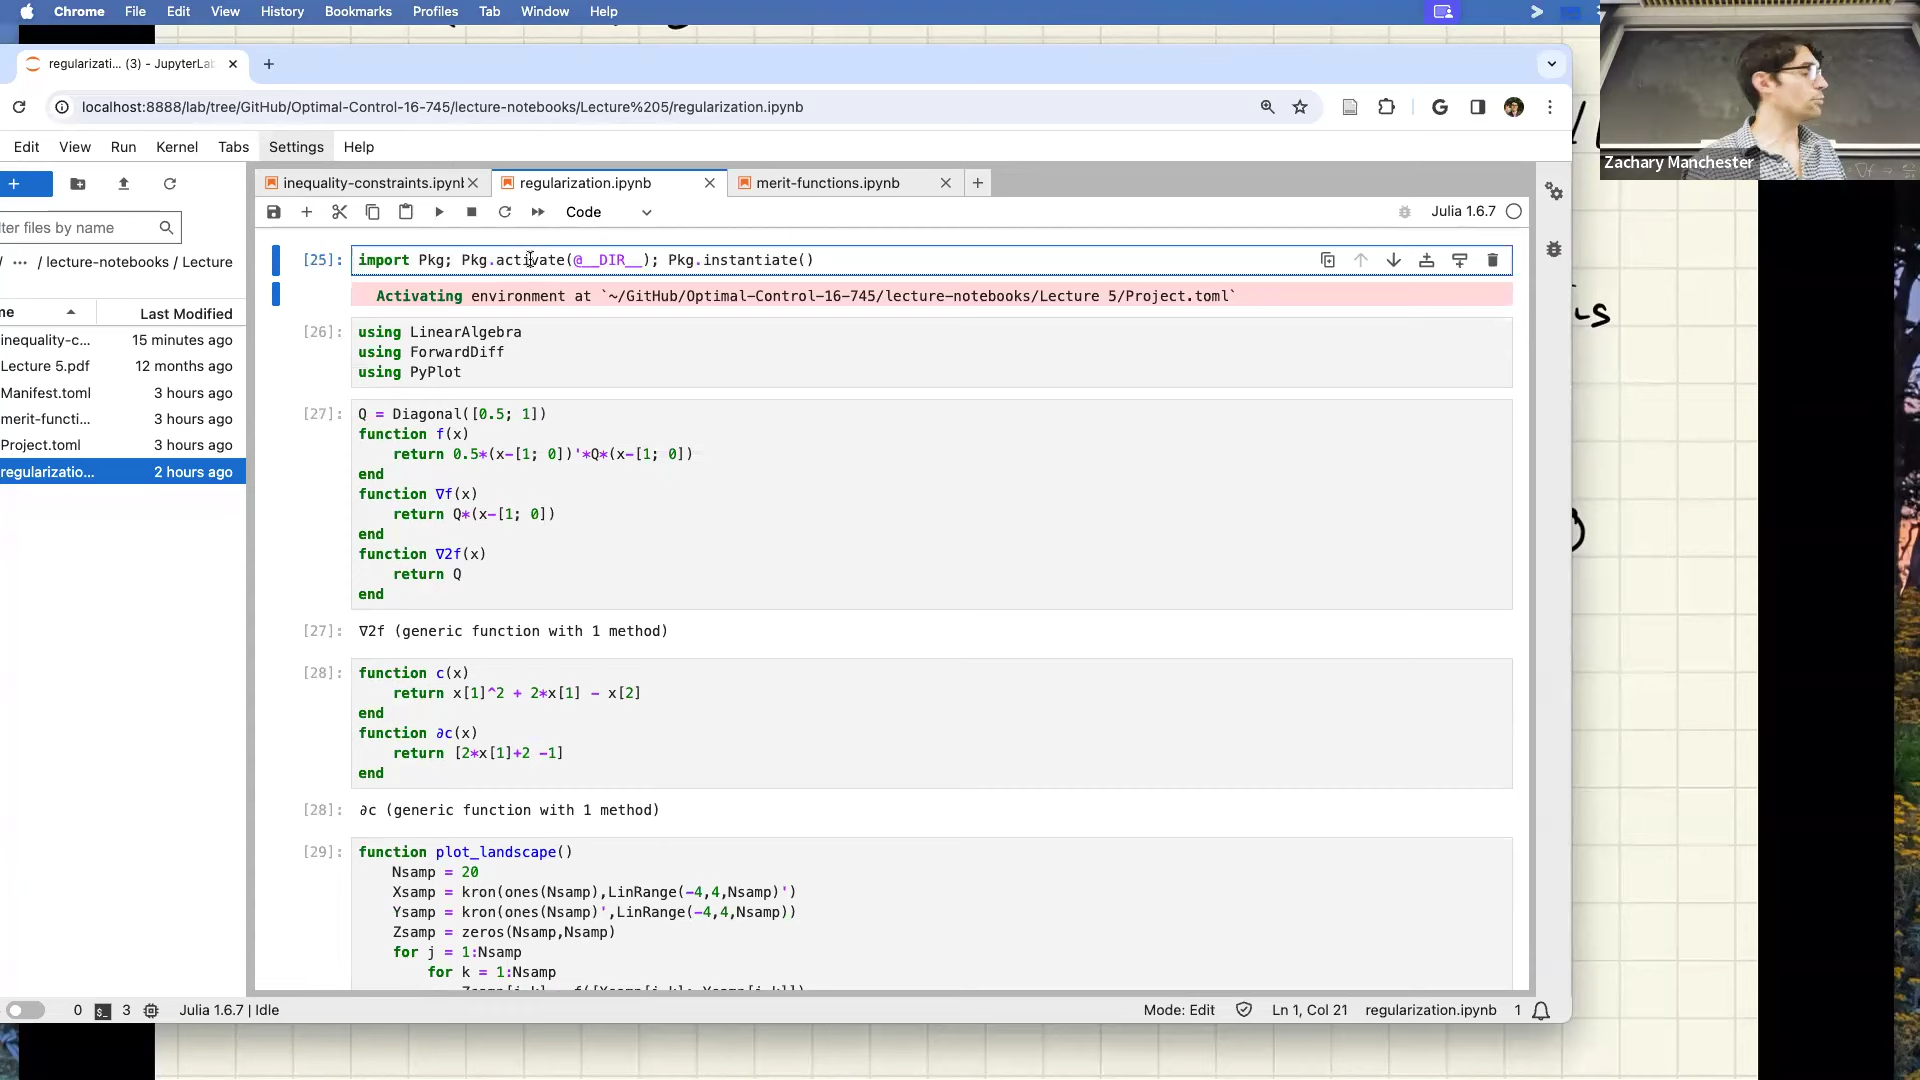 Chrome File Edit View History Bookmarks Profiles Tab Window Help
regularizati... (3) - JupyterLab
localhost:8888/lab/tree/GitHub/Optimal-Control-16-745/lecture-notebooks/Lecture%205/regularization.ipynb
Zachary Manchester
Edit View Run Kernel Tabs Settings Help
inequality-constraints.ipynb regularization.ipynb merit-functions.ipynb
Code Julia 1.6.7
ter files by name
/ ··· / lecture-notebooks / Lecture
me Last Modified
inequality-c... 15 minutes ago
Lecture 5.pdf 12 months ago
Manifest.toml 3 hours ago
merit-functi... 3 hours ago
Project.toml 3 hours ago
regularizatio... 2 hours ago
[25]: import Pkg; Pkg.activate(@__DIR__); Pkg.instantiate()
Activating environment at `~/GitHub/Optimal-Control-16-745/lecture-notebooks/Lecture 5/Project.toml`
[26]: using LinearAlgebra
using ForwardDiff
using PyPlot
[27]: Q = Diagonal([0.5; 1])
function f(x)
return 0.5*(x-[1; 0])'*Q*(x-[1; 0])
end
function ∇f(x)
return Q*(x-[1; 0])
end
function ∇2f(x)
return Q
end
[27]: ∇2f (generic function with 1 method)
[28]: function c(x)
return x[1]^2 + 2*x[1] - x[2]
end
function ∂c(x)
return [2*x[1]+2 -1]
end
[28]: ∂c (generic function with 1 method)
[29]: function plot_landscape()
Nsamp = 20
Xsamp = kron(ones(Nsamp),LinRange(-4,4,Nsamp)')
Ysamp = kron(ones(Nsamp)',LinRange(-4,4,Nsamp))
Zsamp = zeros(Nsamp,Nsamp)
for j = 1:Nsamp
for k = 1:Nsamp
0 3 Julia 1.6.7 | Idle Mode: Edit Ln 1, Col 21 regularization.ipynb 1